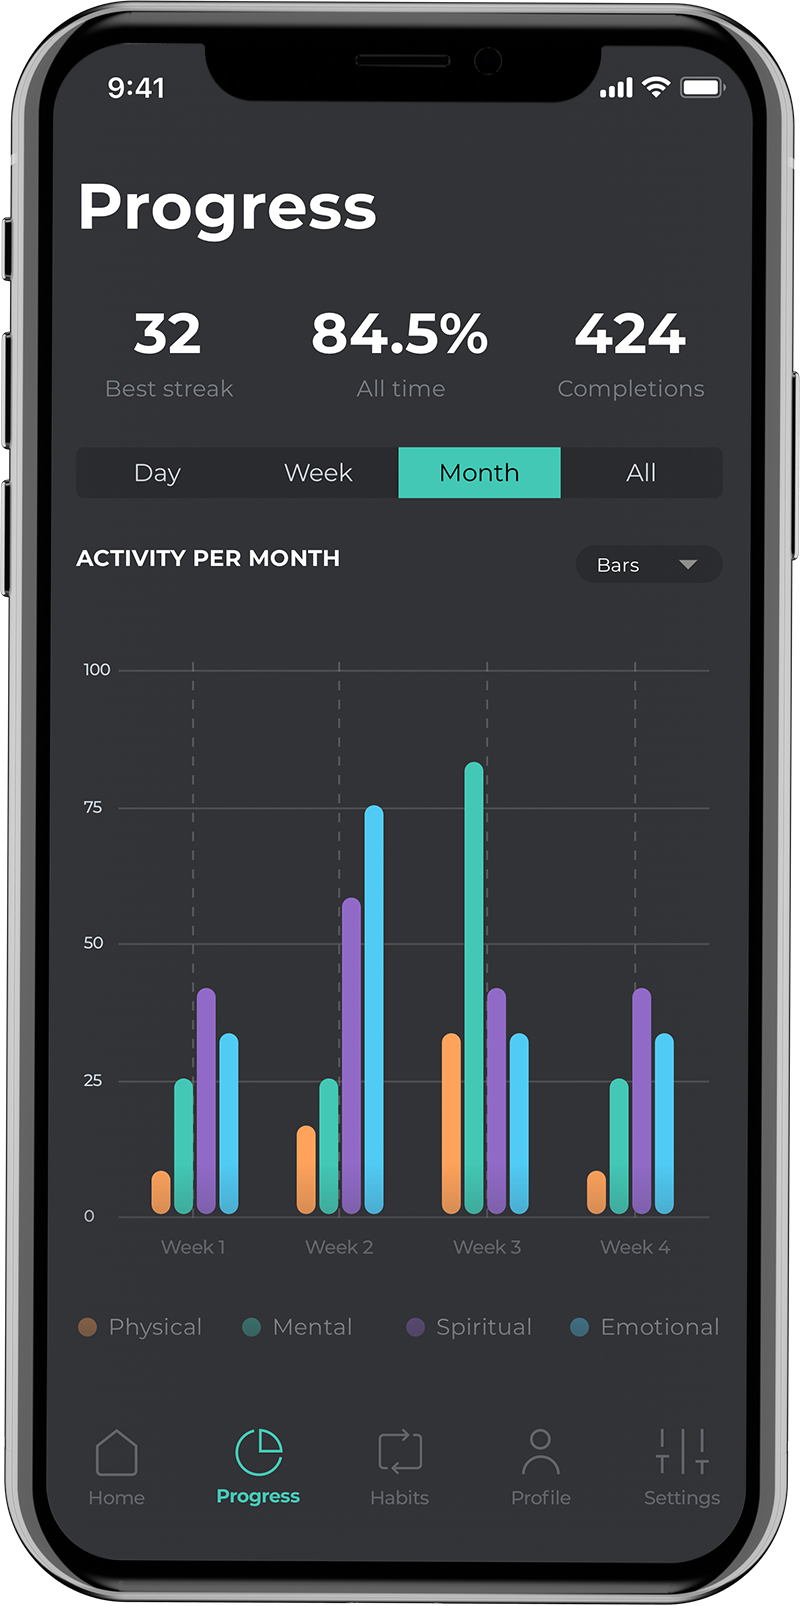 9:41
Progress
32 84.5% 424
Best streak All time Completions
Day Week Month All
ACTIVITY PER MONTH Bars
100
75
50
25
0
Week 1 Week 2 Week 3 Week 4
Physical Mental Spiritual Emotional
Home Progress Habits Profile Settings